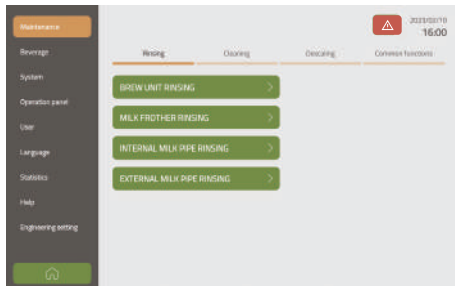 Maintenance
Beverage
System
Operation panel
User
Language
Statistics
Help
Engineering setting
2023/02/10
16:00
Rinsing
Cleaning
Descaling
Common functions
BREW UNIT RINSING
MILK FROTHER RINSING
INTERNAL MILK PIPE RINSING
EXTERNAL MILK PIPE RINSING